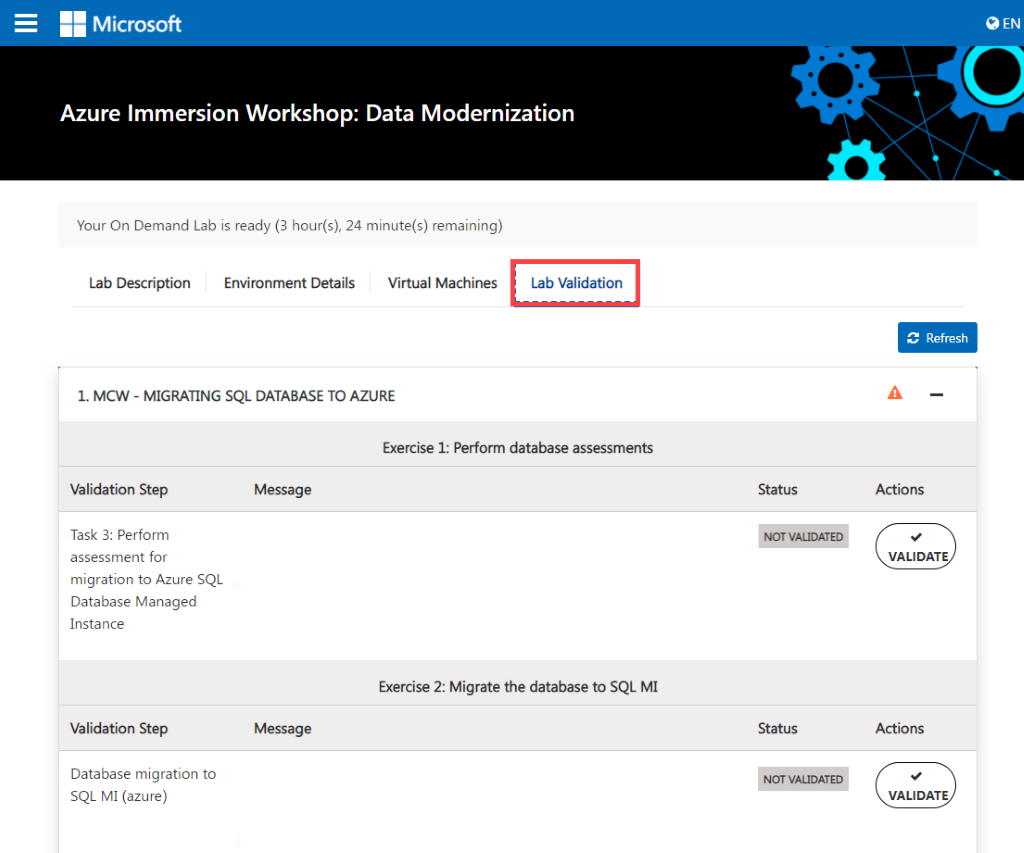 Microsoft
EN
Azure Immersion Workshop: Data Modernization
Your On Demand Lab is ready (3 hour(s), 24 minute(s) remaining)
Lab Description Environment Details Virtual Machines Lab Validation
Refresh
1. MCW - MIGRATING SQL DATABASE TO AZURE
Exercise 1: Perform database assessments
Validation Step Message Status Actions
Task 3: Perform
assessment for
migration to Azure SQL
Database Managed
Instance
NOT VALIDATED
VALIDATE
Exercise 2: Migrate the database to SQL MI
Validation Step Message Status Actions
Database migration to
SQL MI (azure)
NOT VALIDATED
VALIDATE